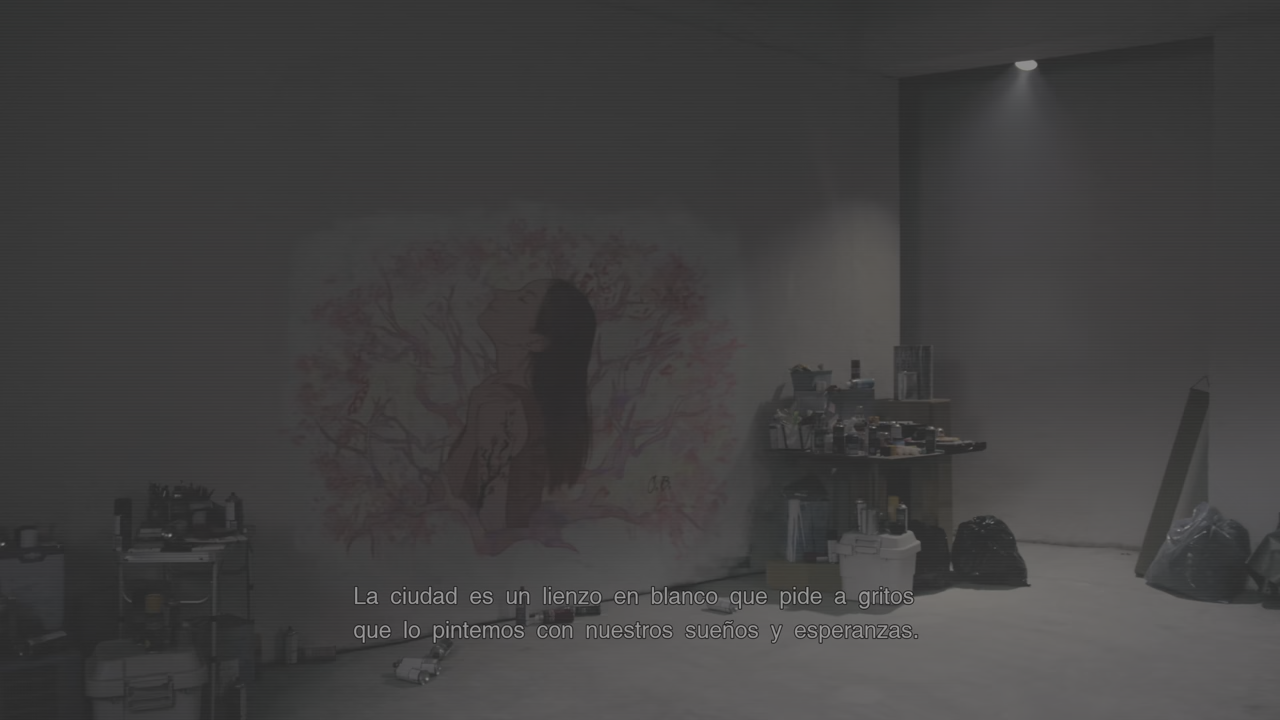 J.B
La ciudad es un lienzo en blanco que pide a gritos
que lo pintemos con nuestros sueños y esperanzas.